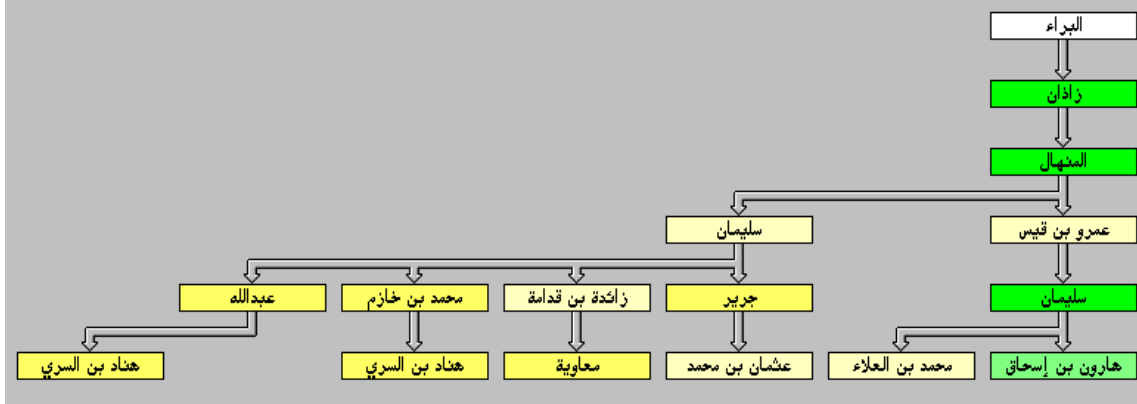 البراء
زاذان
المنهال
عمرو بن قيس
سليمان
سليمان
جرير
زائدة بن قدامة
محمد بن خازم
عبدالله
هارون بن إسحاق
محمد بن العلاء
عثمان بن محمد
معاوية
هناد بن السري
هناد بن السري